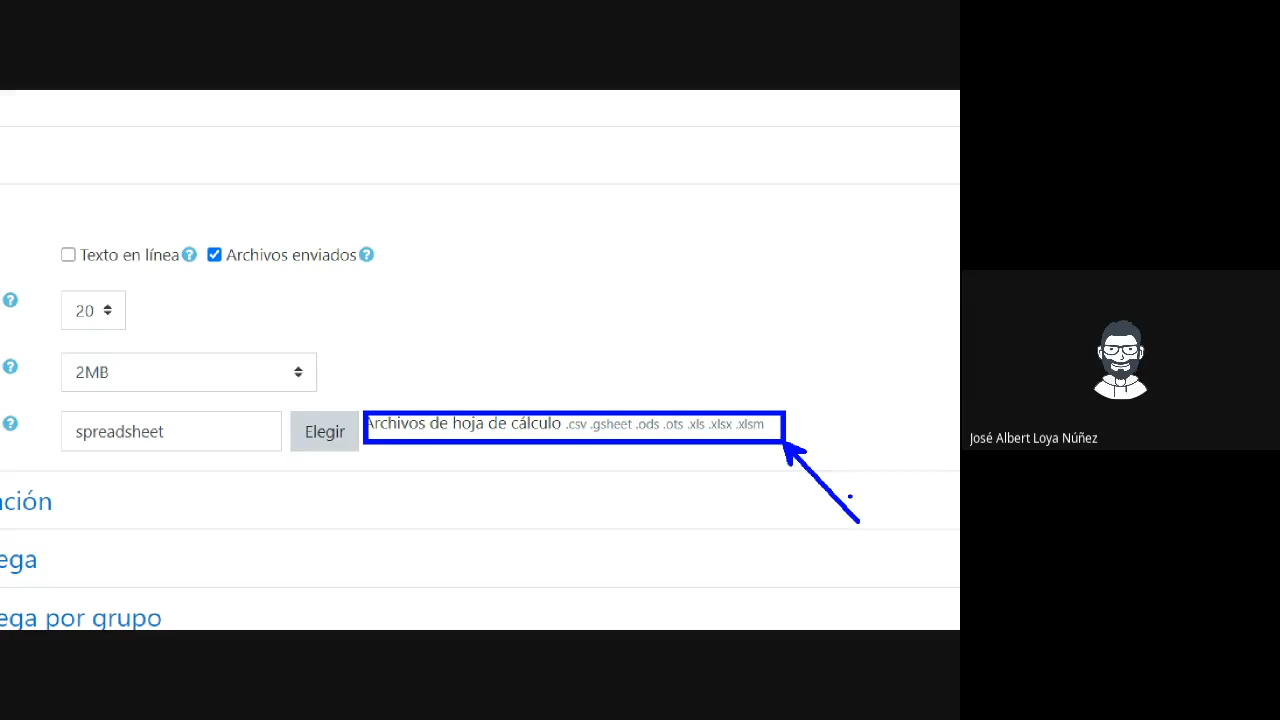 Texto en línea Archivos enviados
20
2MB
spreadsheet Elegir Archivos de hoja de cálculo .csv .gsheet .ods .ots .xls .xlsx .xlsm
ción
ega
ega por grupo
José Albert Loya Núñez